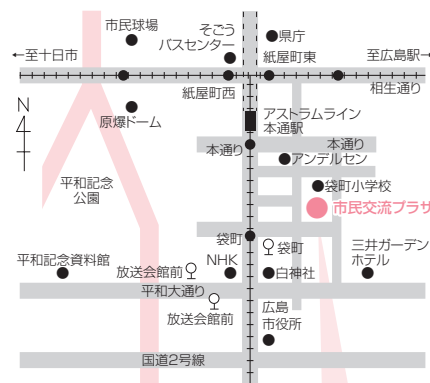 市民球場
そごう
バスセンター
県庁
←至十日市
紙屋町東
至広島駅→
紙屋町西
相生通り
N
原爆ドーム
アストラムライン
本通駅
本通り
本通り
アンデルセン
平和記念
公園
袋町小学校
市民交流プラザ
袋町
袋町
平和記念資料館
放送会館前
NHK
白神社
三井ガーデン
ホテル
平和大通り
放送会館前
広島
市役所
国道2号線